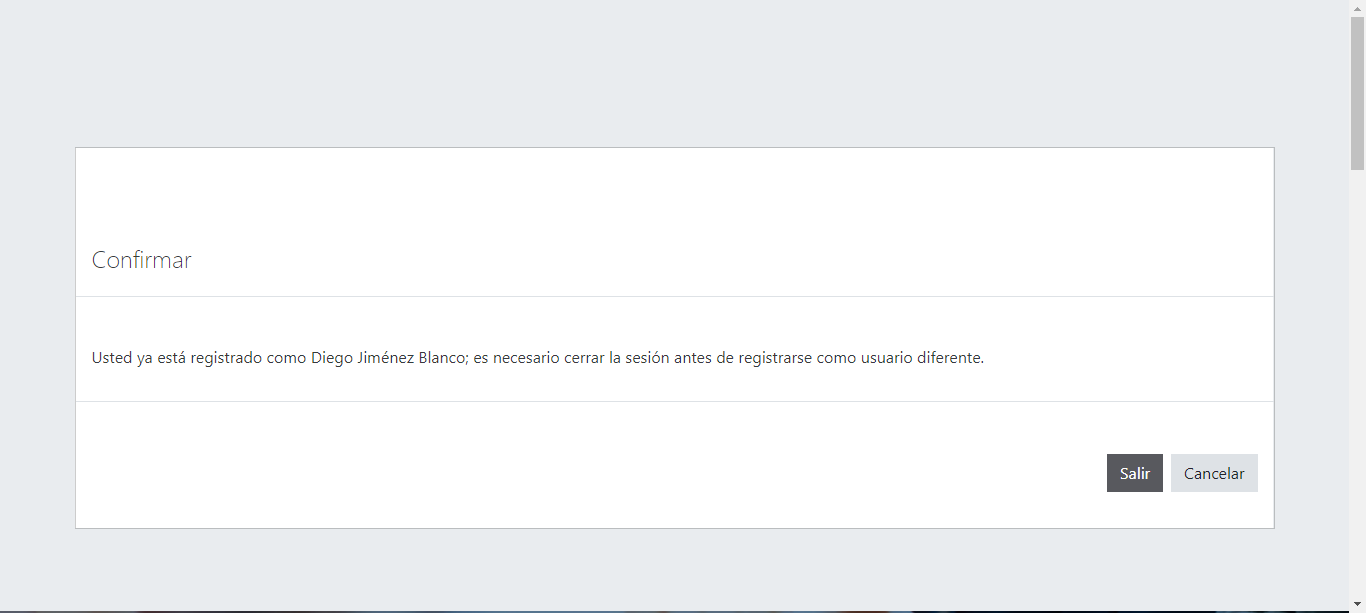 Confirmar
Usted ya está registrado como Diego Jiménez Blanco; es necesario cerrar la sesión antes de registrarse como usuario diferente.
Salir Cancelar